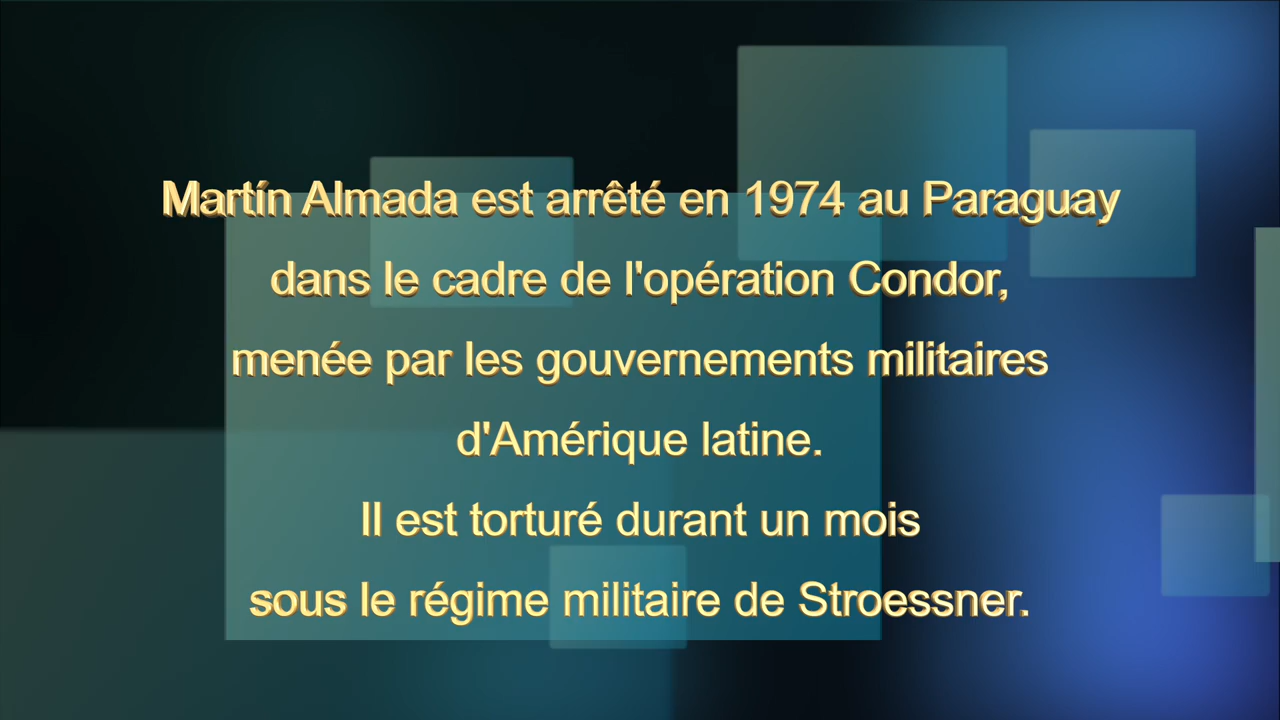 Martín Almada est arrêté en 1974 au Paraguay
dans le cadre de l'opération Condor,
menée par les gouvernements militaires
d'Amérique latine.
Il est torturé durant un mois
sous le régime militaire de Stroessner.